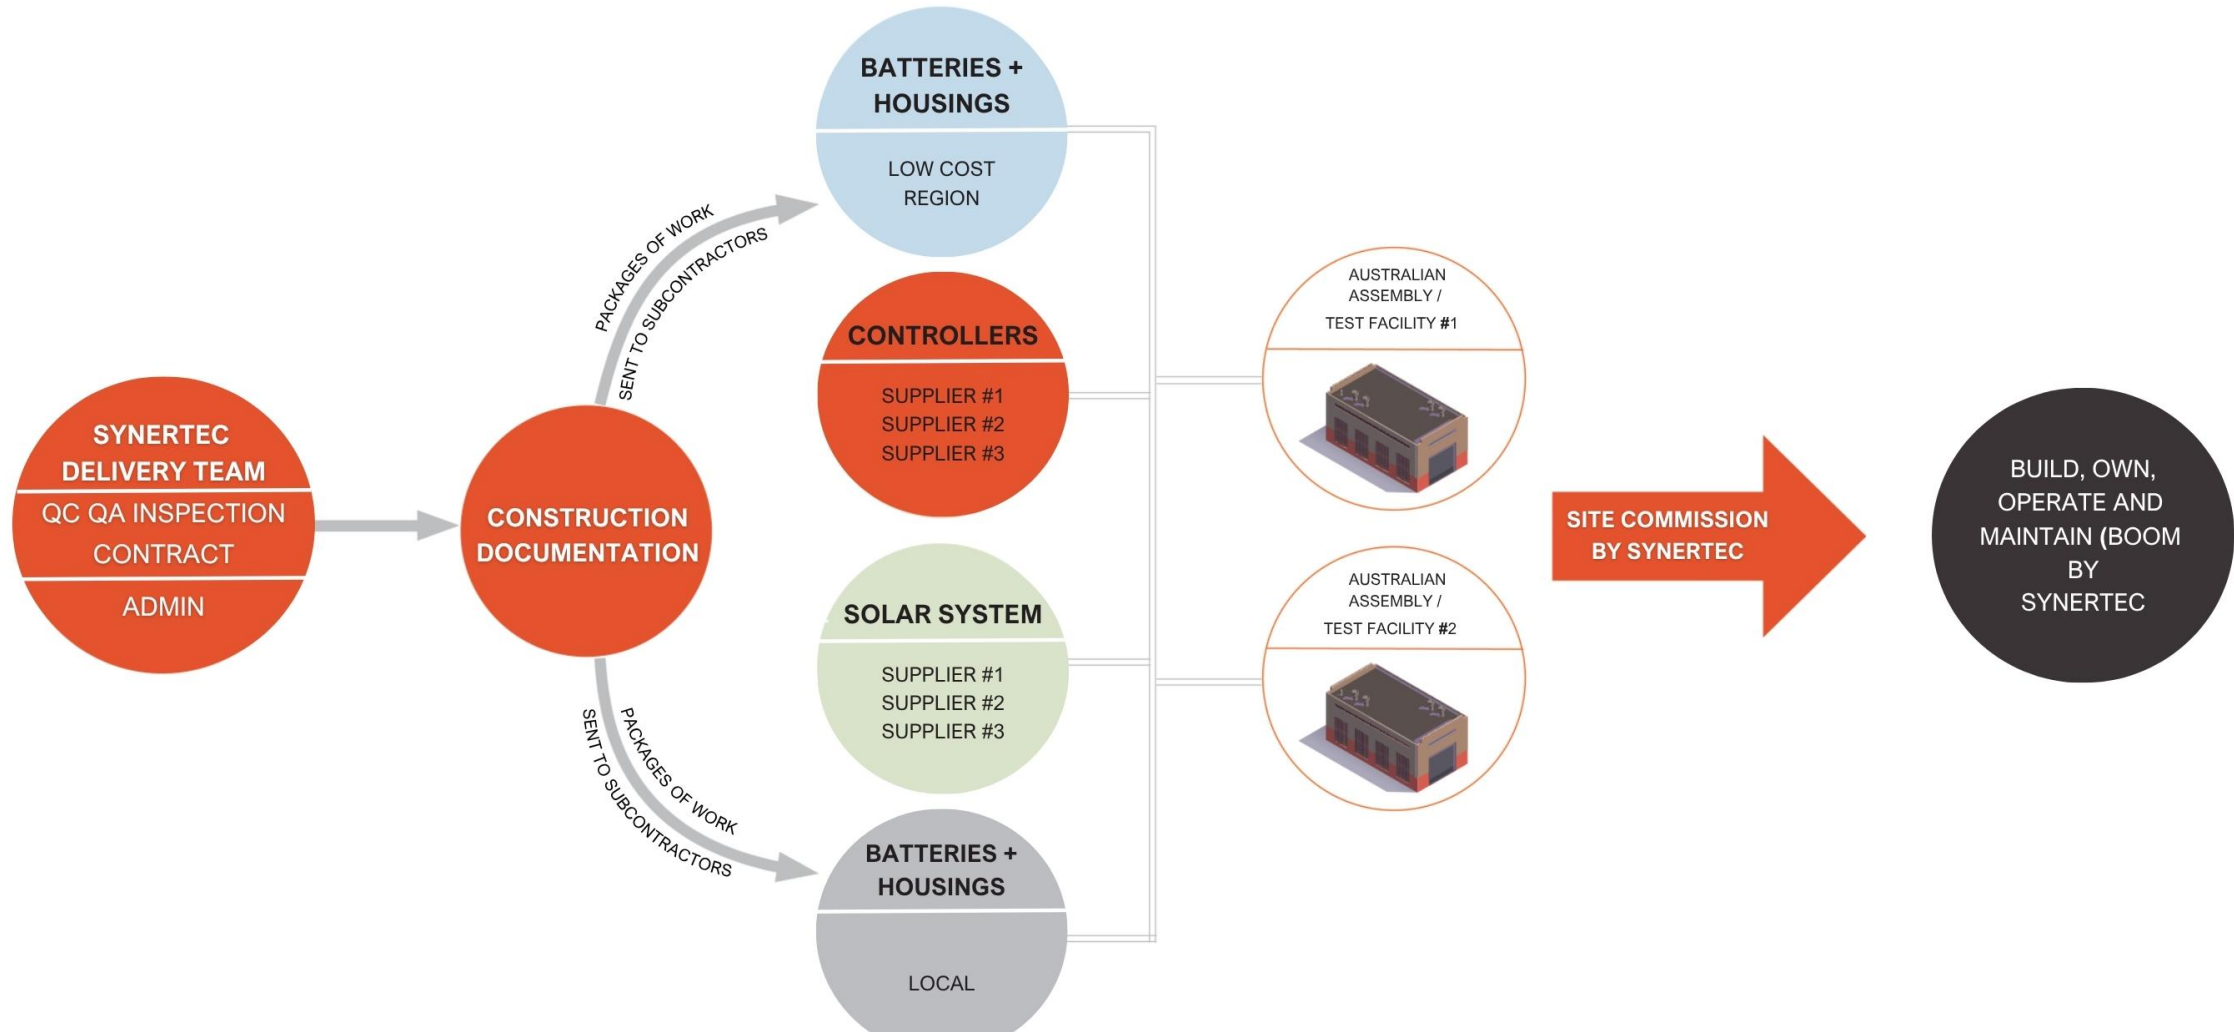 SYNERTEC
DELIVERY TEAM
QC QA INSPECTION
CONTRACT
ADMIN
CONSTRUCTION
DOCUMENTATION
PACKAGES OF WORK
SENT TO SUBCONTRACTORS
PACKAGES OF WORK
SENT TO SUBCONTRACTORS
BATTERIES +
HOUSINGS
LOW COST
REGION
CONTROLLERS
SUPPLIER #1
SUPPLIER #2
SUPPLIER #3
SOLAR SYSTEM
SUPPLIER #1
SUPPLIER #2
SUPPLIER #3
BATTERIES +
HOUSINGS
LOCAL
AUSTRALIAN
ASSEMBLY /
TEST FACILITY #1
AUSTRALIAN
ASSEMBLY /
TEST FACILITY #2
SITE COMMISSION
BY SYNERTEC
BUILD, OWN,
OPERATE AND
MAINTAIN (BOOM
BY
SYNERTEC